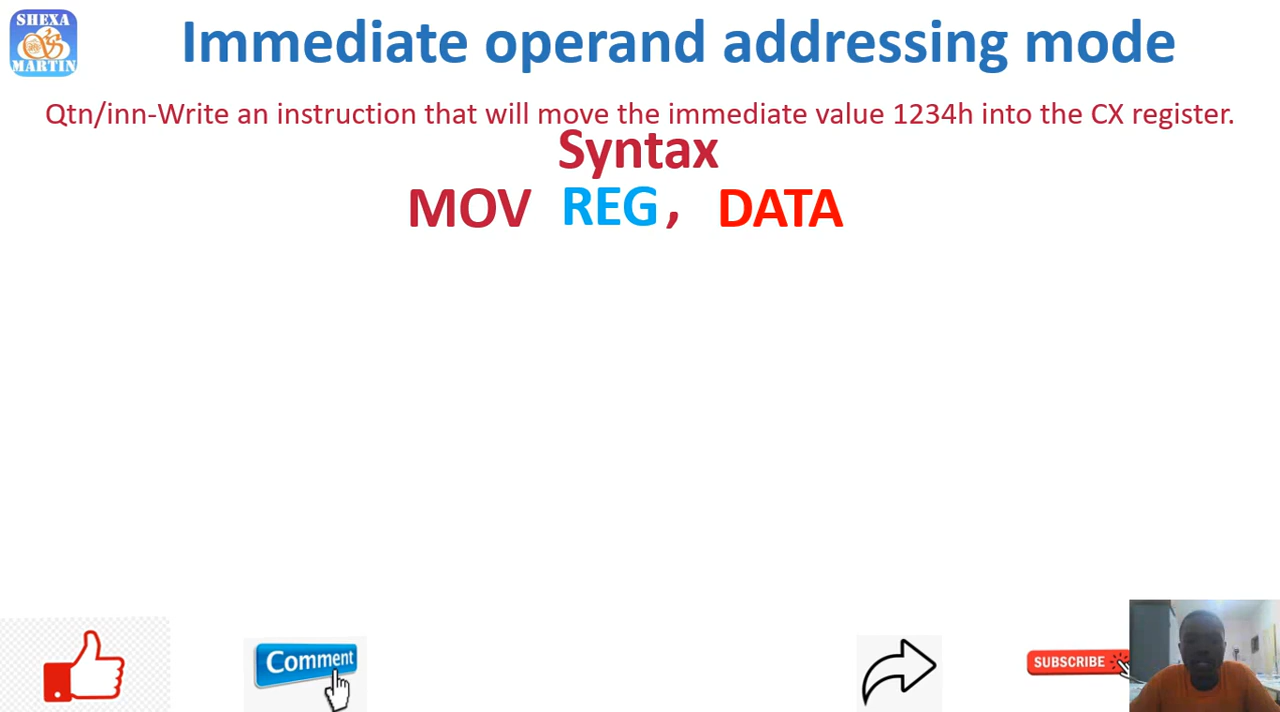 SHEXA
MARTIN
Immediate operand addressing mode
Qtn/inn-Write an instruction that will move the immediate value 1234h into the CX register.
Syntax
MOV REG, DATA
Comment
SUBSCRIBE